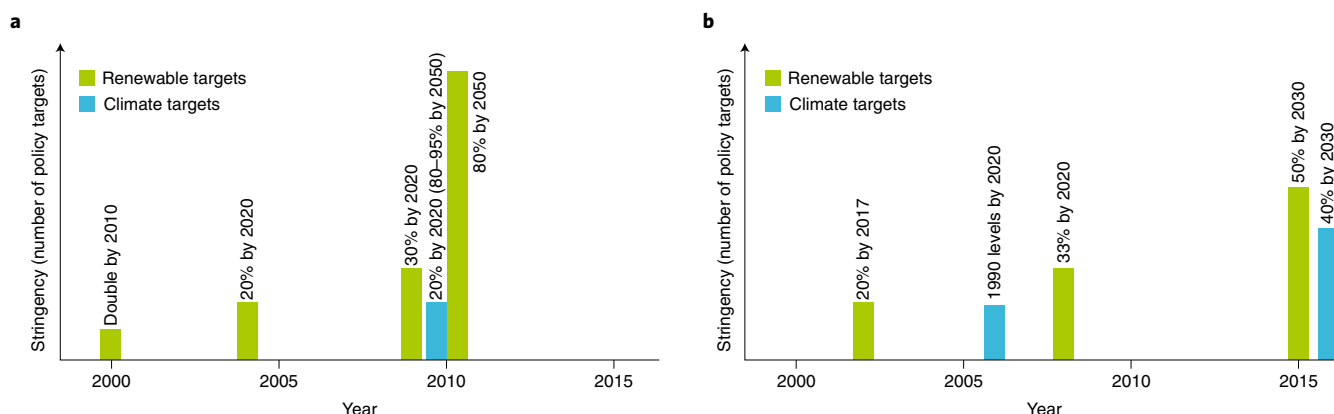 a
Stringency (number of policy targets)
Renewable targets
Climate targets
Double by 2010
20% by 2020
30% by 2020
20% by 2020 (80–95% by 2050)
80% by 2050
2000
2005
2010
2015
Year
b
Stringency (number of policy targets)
Renewable targets
Climate targets
20% by 2017
1990 levels by 2020
33% by 2020
50% by 2030
40% by 2030
2000
2005
2010
2015
Year